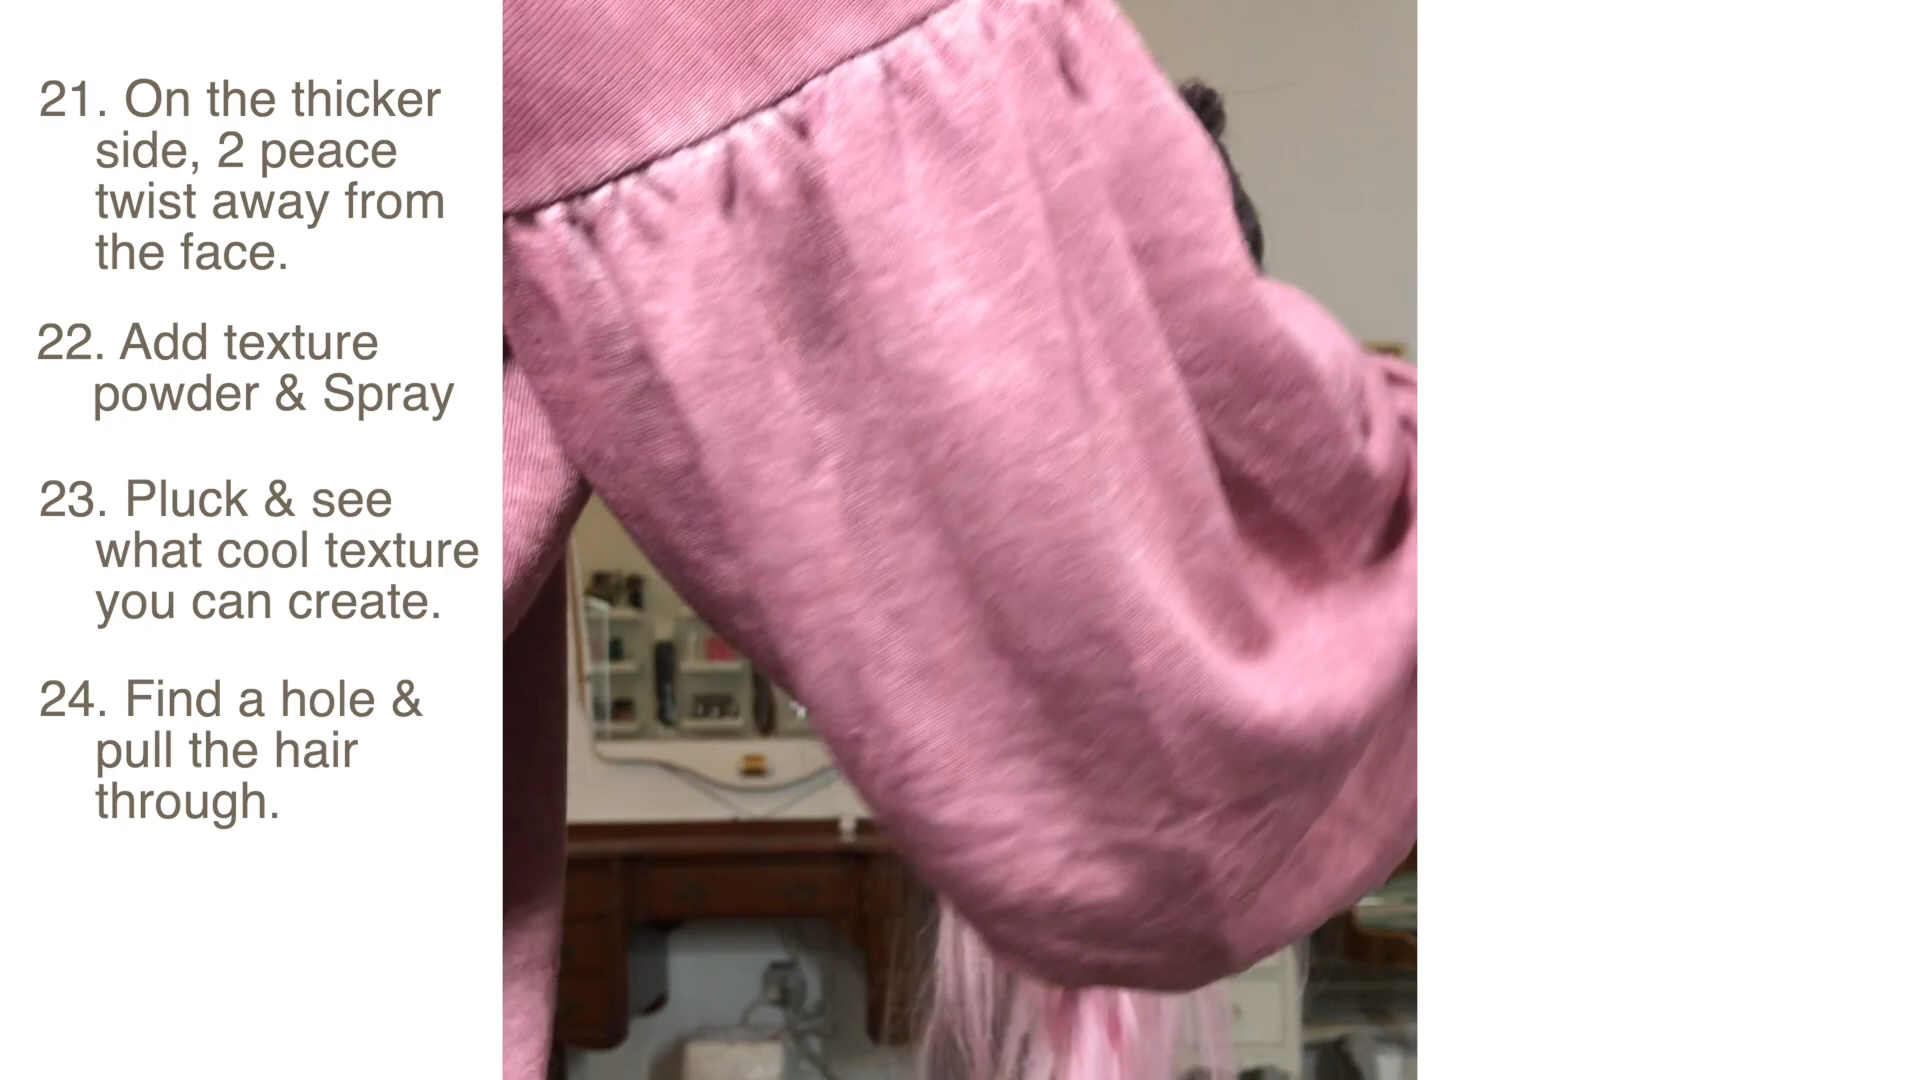 21. On the thicker
side, 2 peace
twist away from
the face.
22. Add texture
powder & Spray
23. Pluck & see
what cool texture
you can create.
24. Find a hole &
pull the hair
through.